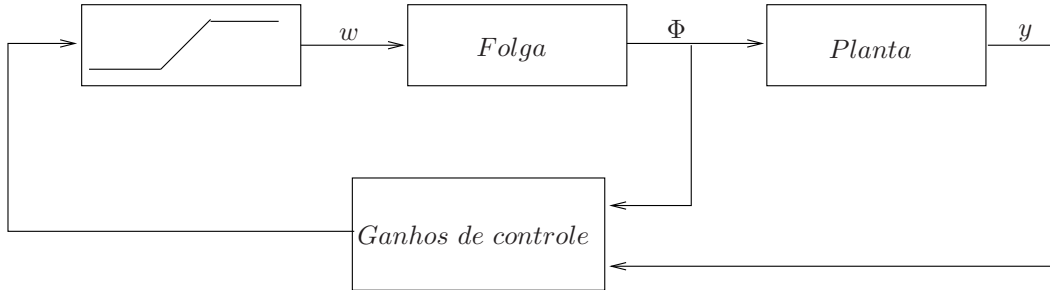 w
Folga
Φ
Planta
y
Ganhos de controle